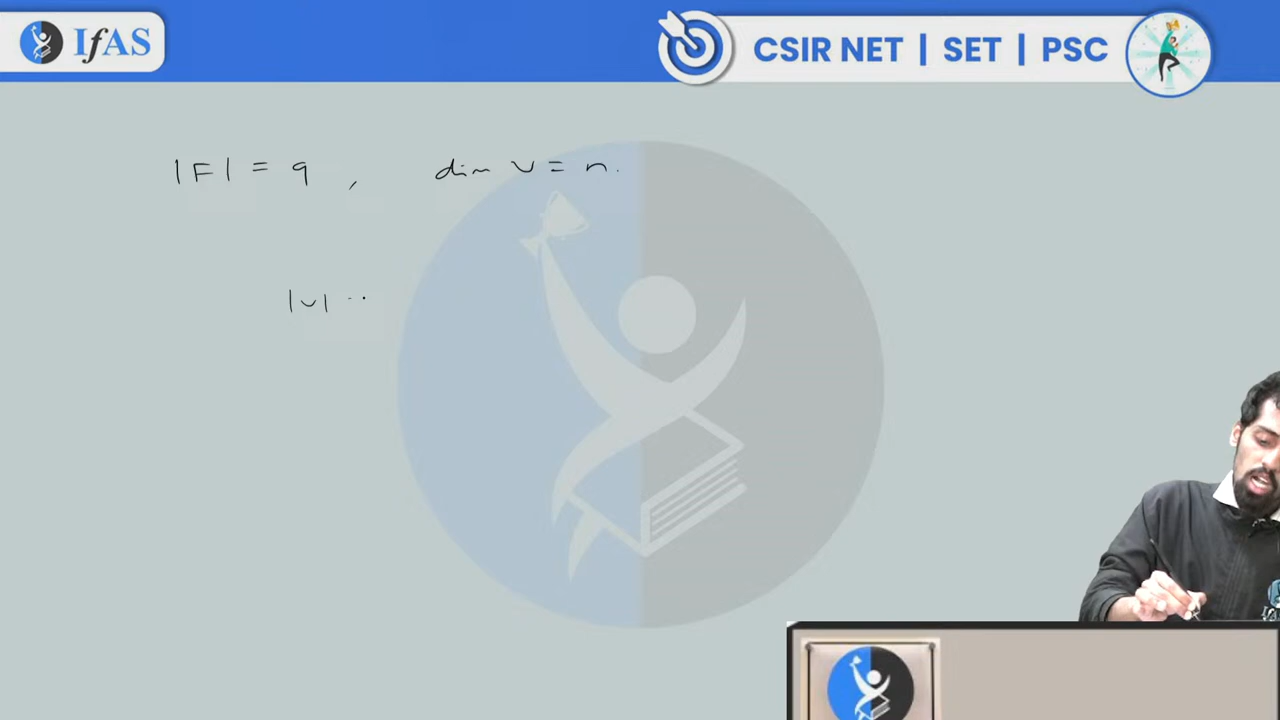 IfAS
CSIR NET | SET | PSC
|F| = q , dim V = n.
|V|